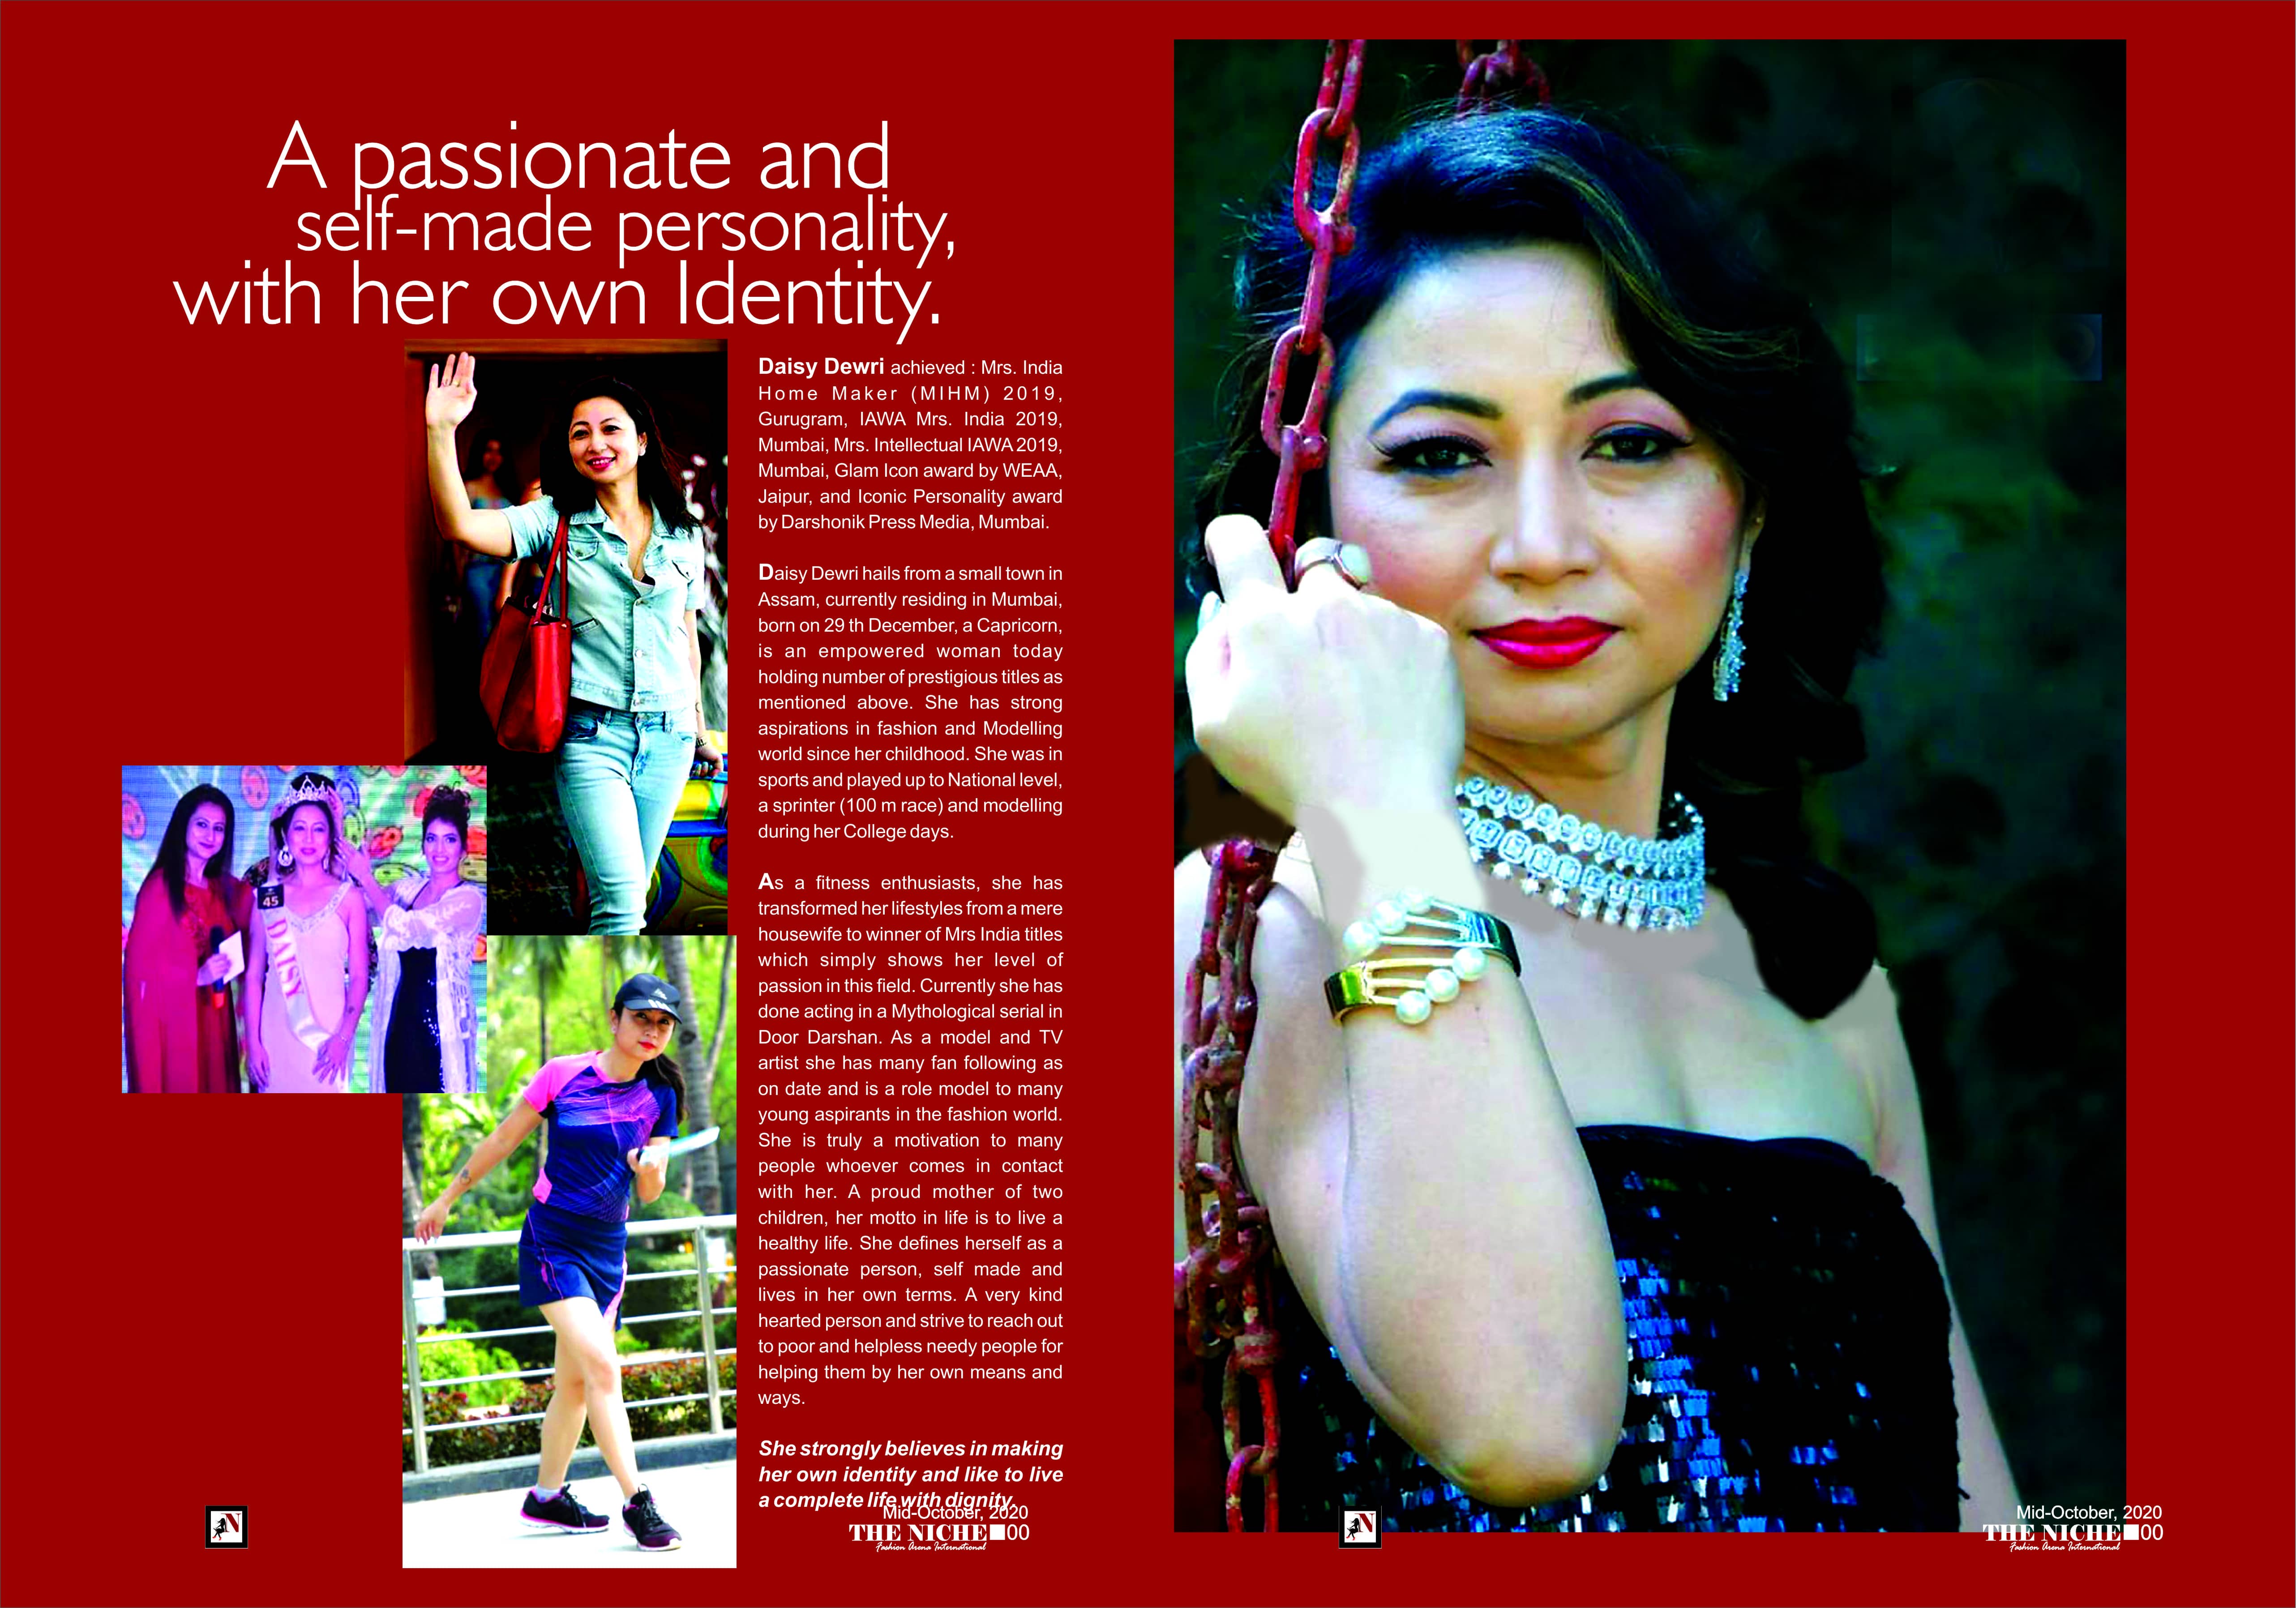 A passionate and
self-made personality,
with her own Identity.
Daisy Dewri achieved : Mrs. India
Home Maker (MIHM) 2019,
Gurugram, IAWA Mrs. India 2019,
Mumbai, Mrs. Intellectual IAWA 2019,
Mumbai, Glam Icon award by WEAA,
Jaipur, and Iconic Personality award
by Darshonik Press Media, Mumbai.
Daisy Dewri hails from a small town in
Assam, currently residing in Mumbai,
born on 29 th December, a Capricorn,
is an empowered woman today
holding number of prestigious titles as
mentioned above. She has strong
aspirations in fashion and Modelling
world since her childhood. She was in
sports and played up to National level,
a sprinter (100 m race) and modelling
during her College days.
As a fitness enthusiasts, she has
transformed her lifestyles from a mere
housewife to winner of Mrs India titles
which simply shows her level of
passion in this field. Currently she has
done acting in a Mythological serial in
Door Darshan. As a model and TV
artist she has many fan following as
on date and is a role model to many
young aspirants in the fashion world.
She is truly a motivation to many
people whoever comes in contact
with her. A proud mother of two
children, her motto in life is to live a
healthy life. She defines herself as a
passionate person, self made and
lives in her own terms. A very kind
hearted person and strive to reach out
to poor and helpless needy people for
helping them by her own means and
ways.
She strongly believes in making
her own identity and like to live
a complete life with dignity.
45
DAISY
N
Mid-October, 2020
THE NICHE■00
Fashion Arena International
N
Mid-October, 2020
THE NICHE■00
Fashion Arena International